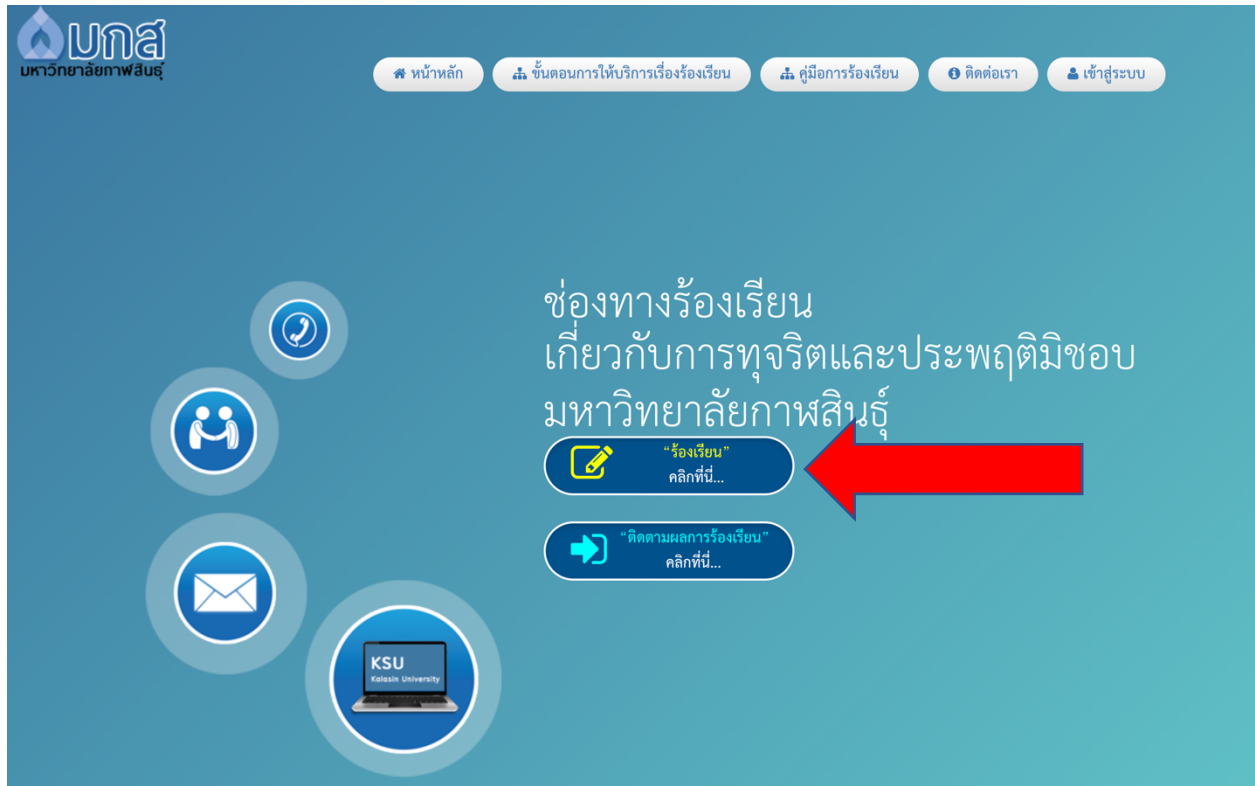 มกส
มหาวิทยาลัยกาฬสินธุ์
หน้าหลัก
ขั้นตอนการให้บริการเรื่องร้องเรียน
คู่มือการร้องเรียน
ติดต่อเรา
เข้าสู่ระบบ
ช่องทางร้องเรียน
เกี่ยวกับการทุจริตและประพฤติมิชอบ
มหาวิทยาลัยกาฬสินธุ์
“ร้องเรียน”
คลิกที่นี่...
“ติดตามผลการร้องเรียน”
คลิกที่นี่...
KSU
Kalasin University